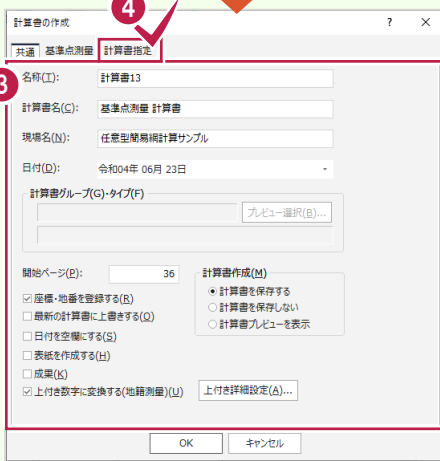 4
計算書の作成 ? ×
共通 基準点測量 計算書指定
3
名称(T): 計算書13
計算書名(C): 基準点測量 計算書
現場名(N): 任意型簡易網計算サンプル
日付(D): 令和04年 06月 23日
計算書グループ(G)・タイプ(F)
プレビュー選択(B)...
開始ページ(P): 36
計算書作成(M)
計算書を保存する
計算書を保存しない
計算書プレビューを表示
座標・地番を登録する(R)
最新の計算書に上書きする(O)
日付を空欄にする(S)
表紙を作成する(H)
成果(K)
上付き数字に変換する(地籍測量)(U) 上付き詳細設定(A)...
OK キャンセル